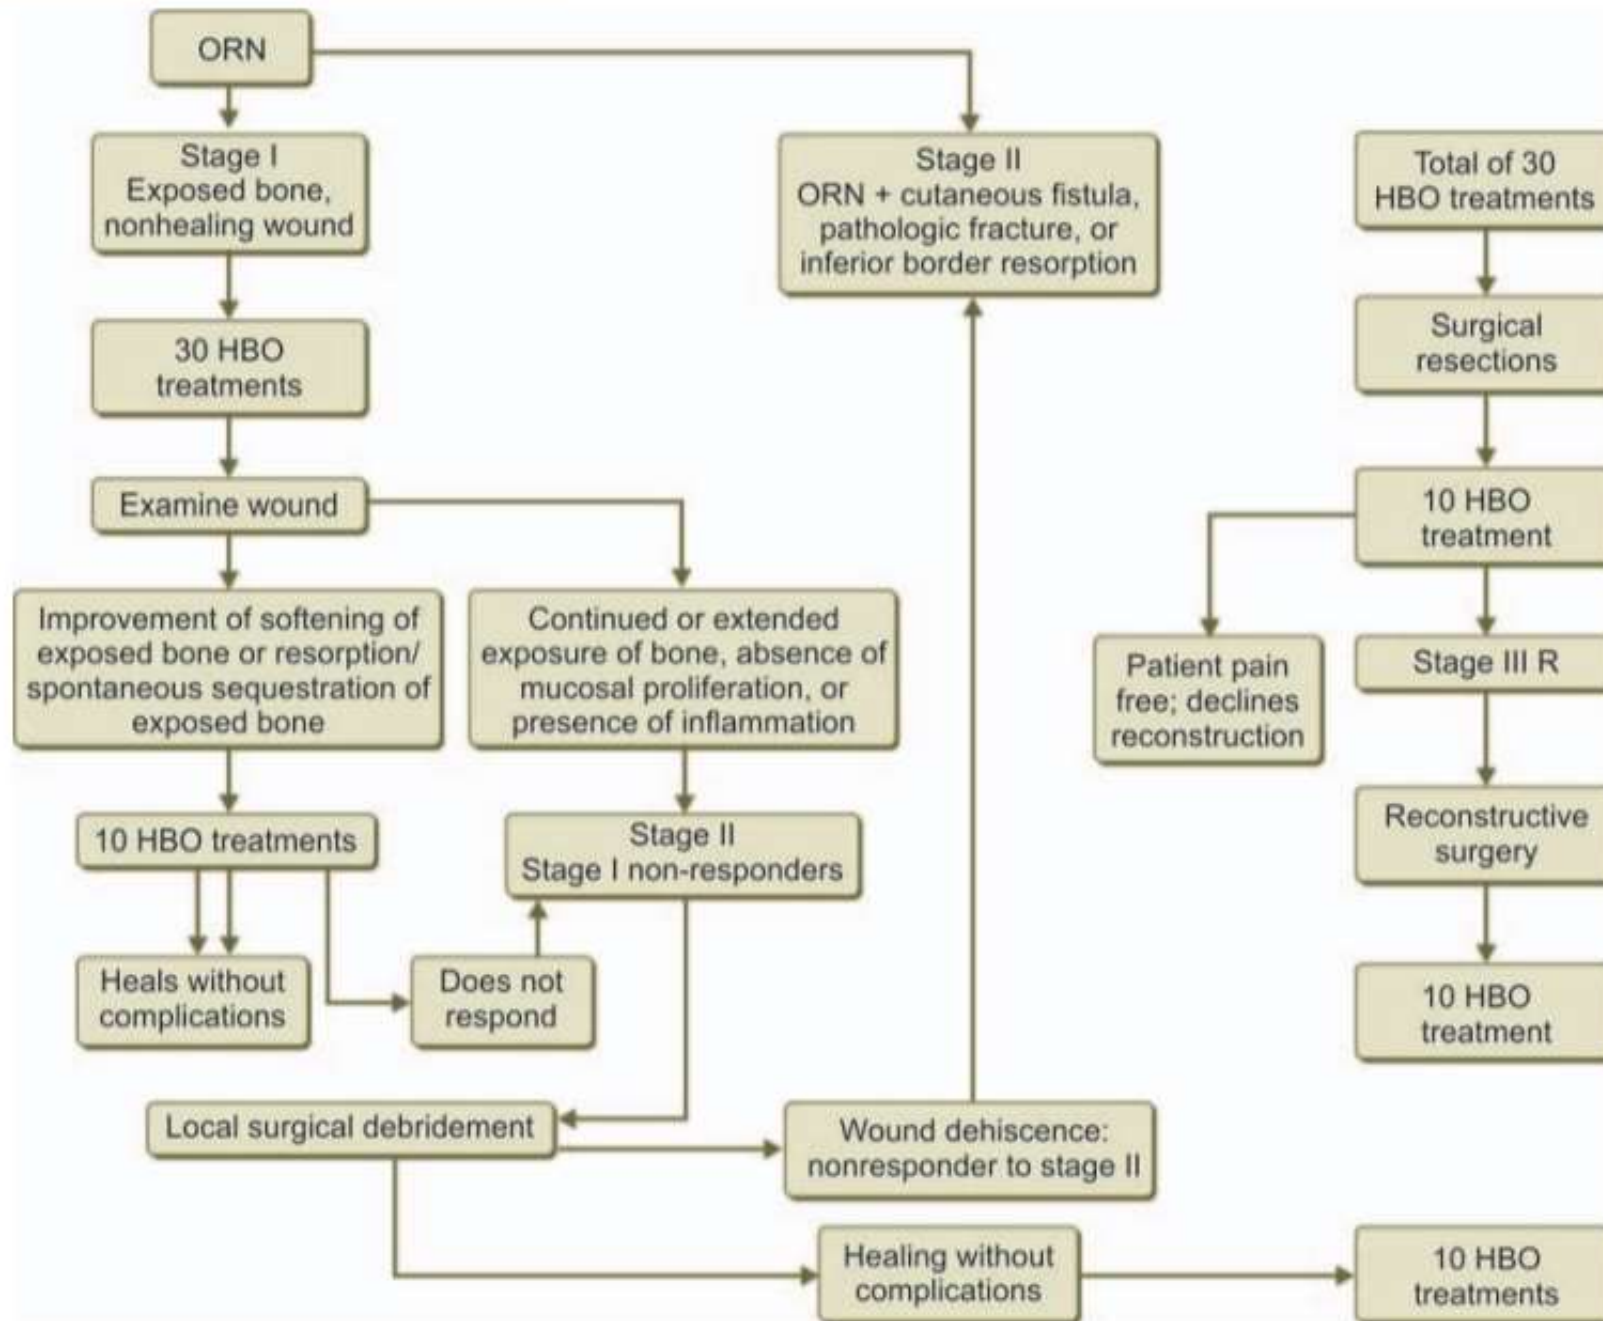 ORN
Stage I
Exposed bone,
nonhealing wound
30 HBO
treatments
Examine wound
Improvement of softening of
exposed bone or resorption/
spontaneous sequestration of
exposed bone
Continued or extended
exposure of bone, absence of
mucosal proliferation, or
presence of inflammation
10 HBO treatments
Stage II
Stage I non-responders
Heals without
complications
Does not
respond
Local surgical debridement
Wound dehiscence:
nonresponder to stage II
Healing without
complications
10 HBO
treatments
Stage II
ORN + cutaneous fistula,
pathologic fracture, or
inferior border resorption
Total of 30
HBO treatments
Surgical
resections
10 HBO
treatment
Patient pain
free; declines
reconstruction
Stage III R
Reconstructive
surgery
10 HBO
treatment